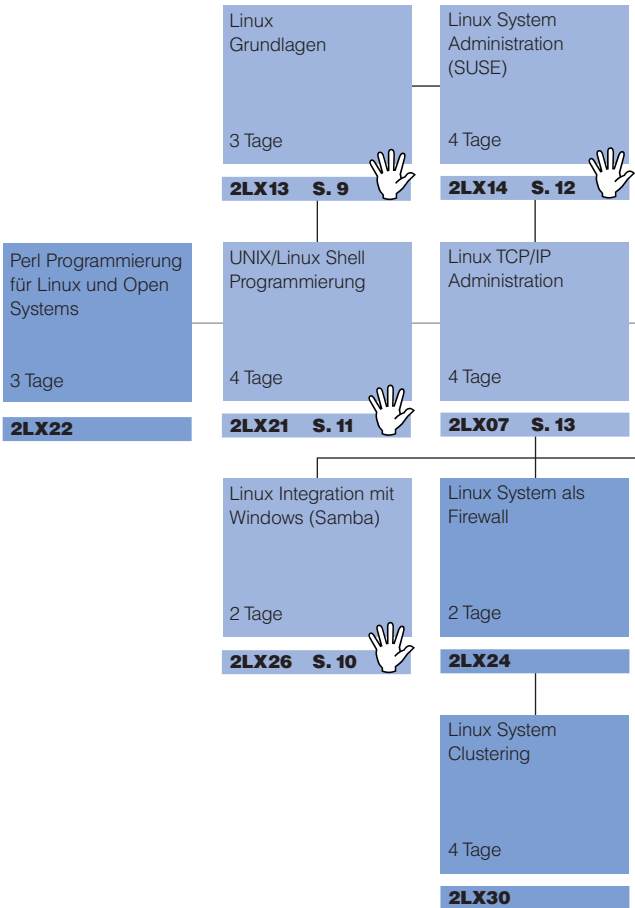 Linux
Grundlagen
3 Tage
2LX13 S. 9
Linux System
Administration
(SUSE)
4 Tage
2LX14 S. 12
Perl Programmierung
für Linux und Open
Systems
3 Tage
2LX22
UNIX/Linux Shell
Programmierung
4 Tage
2LX21 S. 11
Linux TCP/IP
Administration
4 Tage
2LX07 S. 13
Linux Integration mit
Windows (Samba)
2 Tage
2LX26 S. 10
Linux System als
Firewall
2 Tage
2LX24
Linux System
Clustering
4 Tage
2LX30